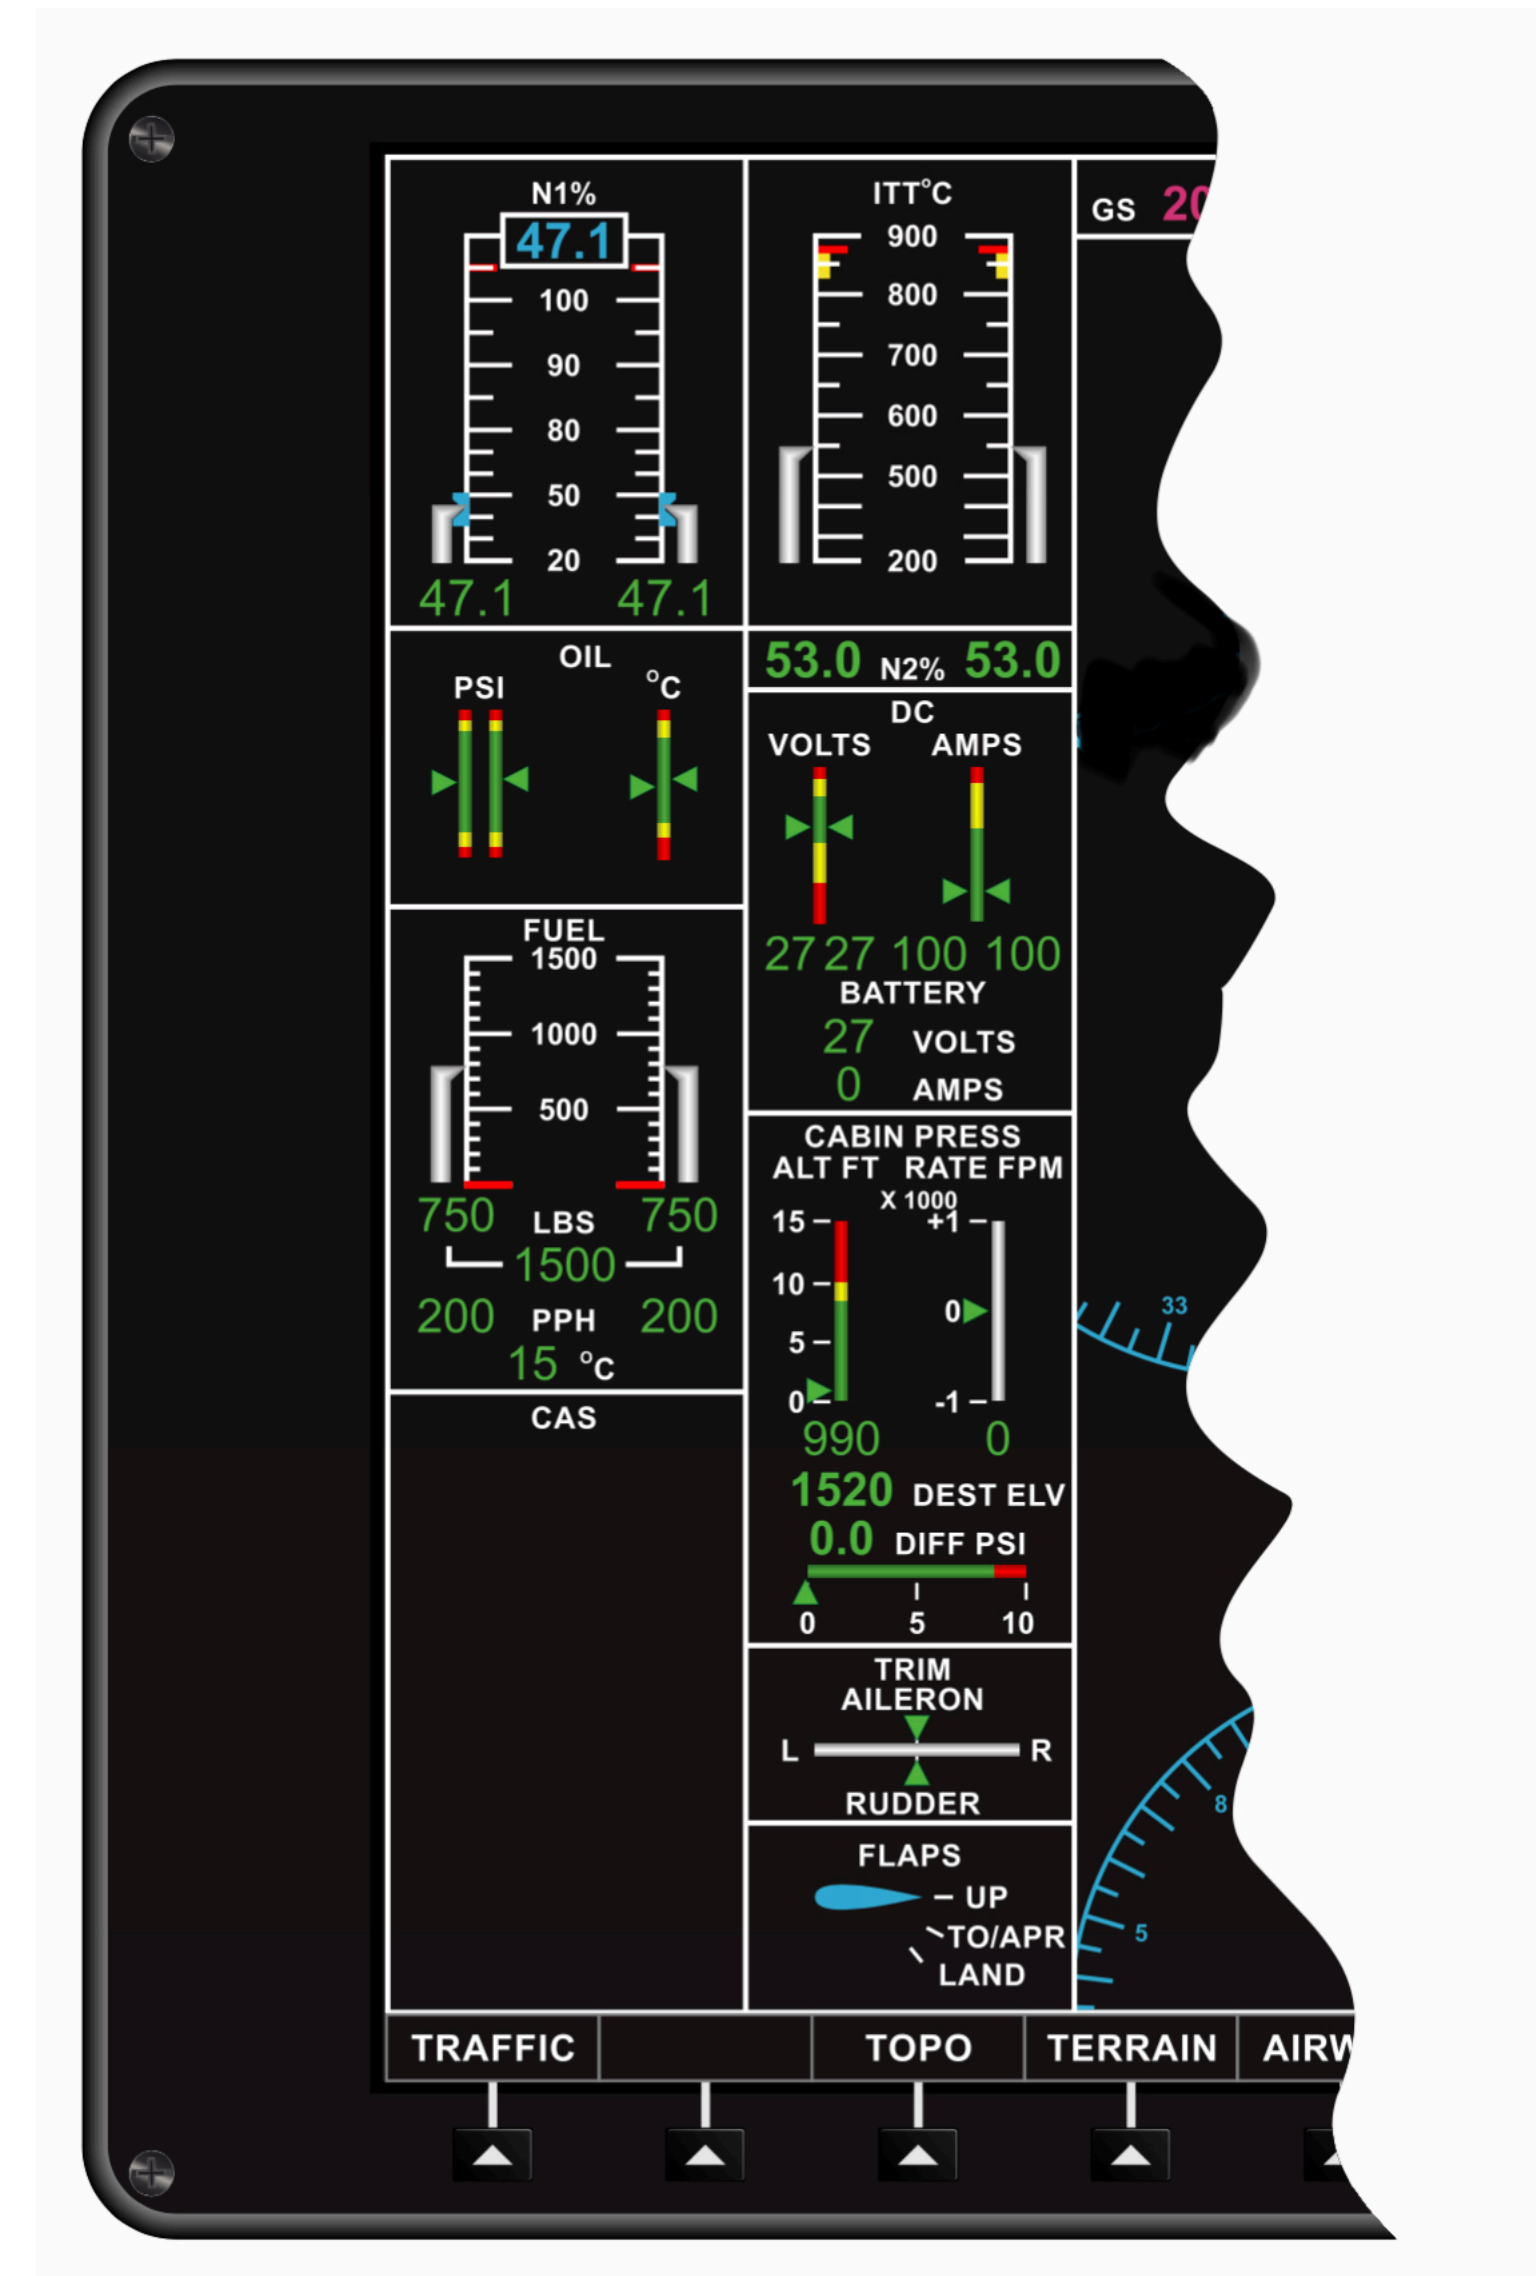 N1%
47.1
100
90
80
50
20
47.1 47.1
ITT°C
900
800
700
600
500
200
GS 20
OIL
PSI °C
53.0 N2% 53.0
DC
VOLTS AMPS
27 27 100 100
BATTERY
27 VOLTS
0 AMPS
FUEL
1500
1000
500
750 LBS 750
1500
200 PPH 200
15 °C
CAS
CABIN PRESS
ALT FT RATE FPM
X 1000
15 +1
10
0
5
0 -1
990 0
1520 DEST ELV
0.0 DIFF PSI
0 5 10
TRIM
AILERON
L R
RUDDER
FLAPS
UP
TO/APR
LAND
33
8
5
TRAFFIC TOPO TERRAIN AIRW